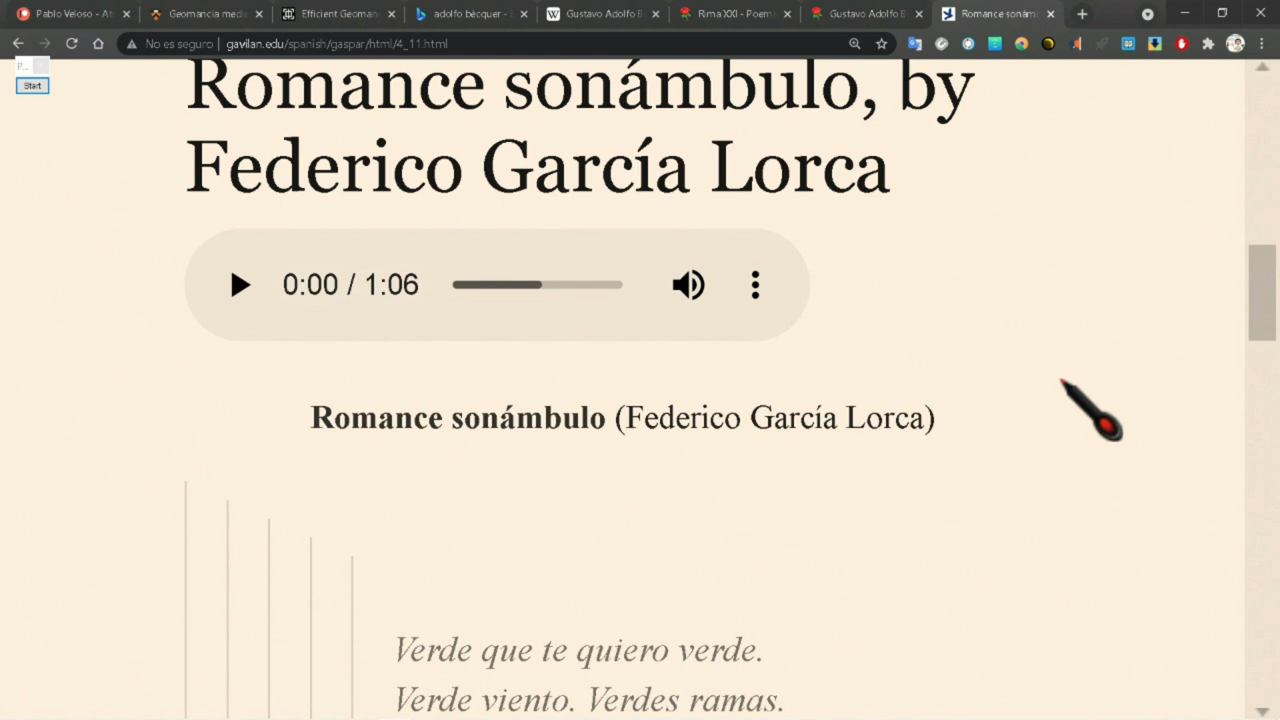 Pablo Veloso - At
Geomancia medi
Efficient Geoman
adolfo bécquer -
Gustavo Adolfo B
Rima XXI - Poem
Gustavo Adolfo B
Romance sonám
No es seguro | gavilan.edu/spanish/gaspar/html/4_11.html
P...
Start
Romance sonámbulo, by
Federico García Lorca
0:00 / 1:06
Romance sonámbulo (Federico García Lorca)
Verde que te quiero verde.
Verde viento. Verdes ramas.